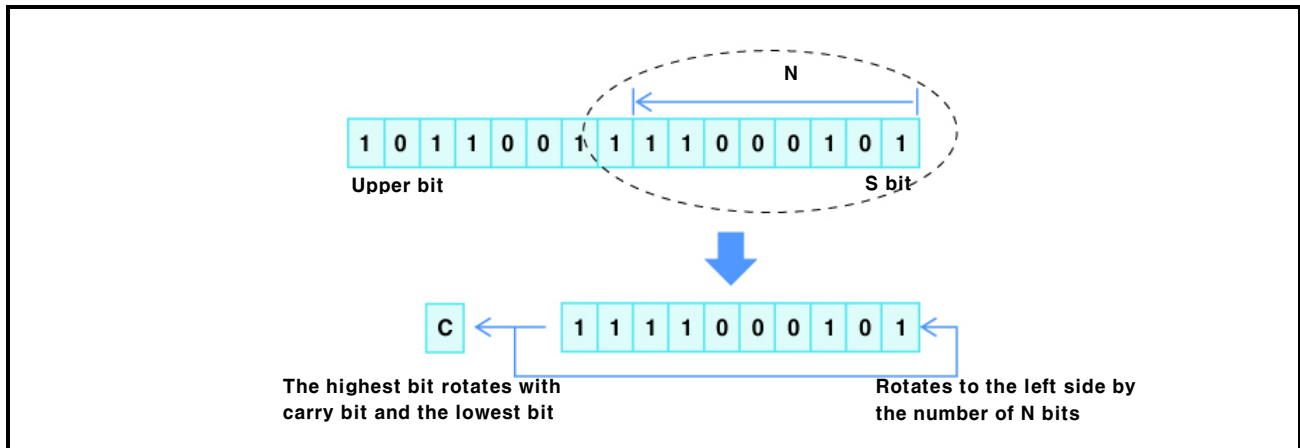 N
1 0 1 1 0 0 1 1 1 1 0 0 0 1 0 1
Upper bit
S bit
C
1 1 1 1 0 0 0 1 0 1
The highest bit rotates with
carry bit and the lowest bit
Rotates to the left side by
the number of N bits